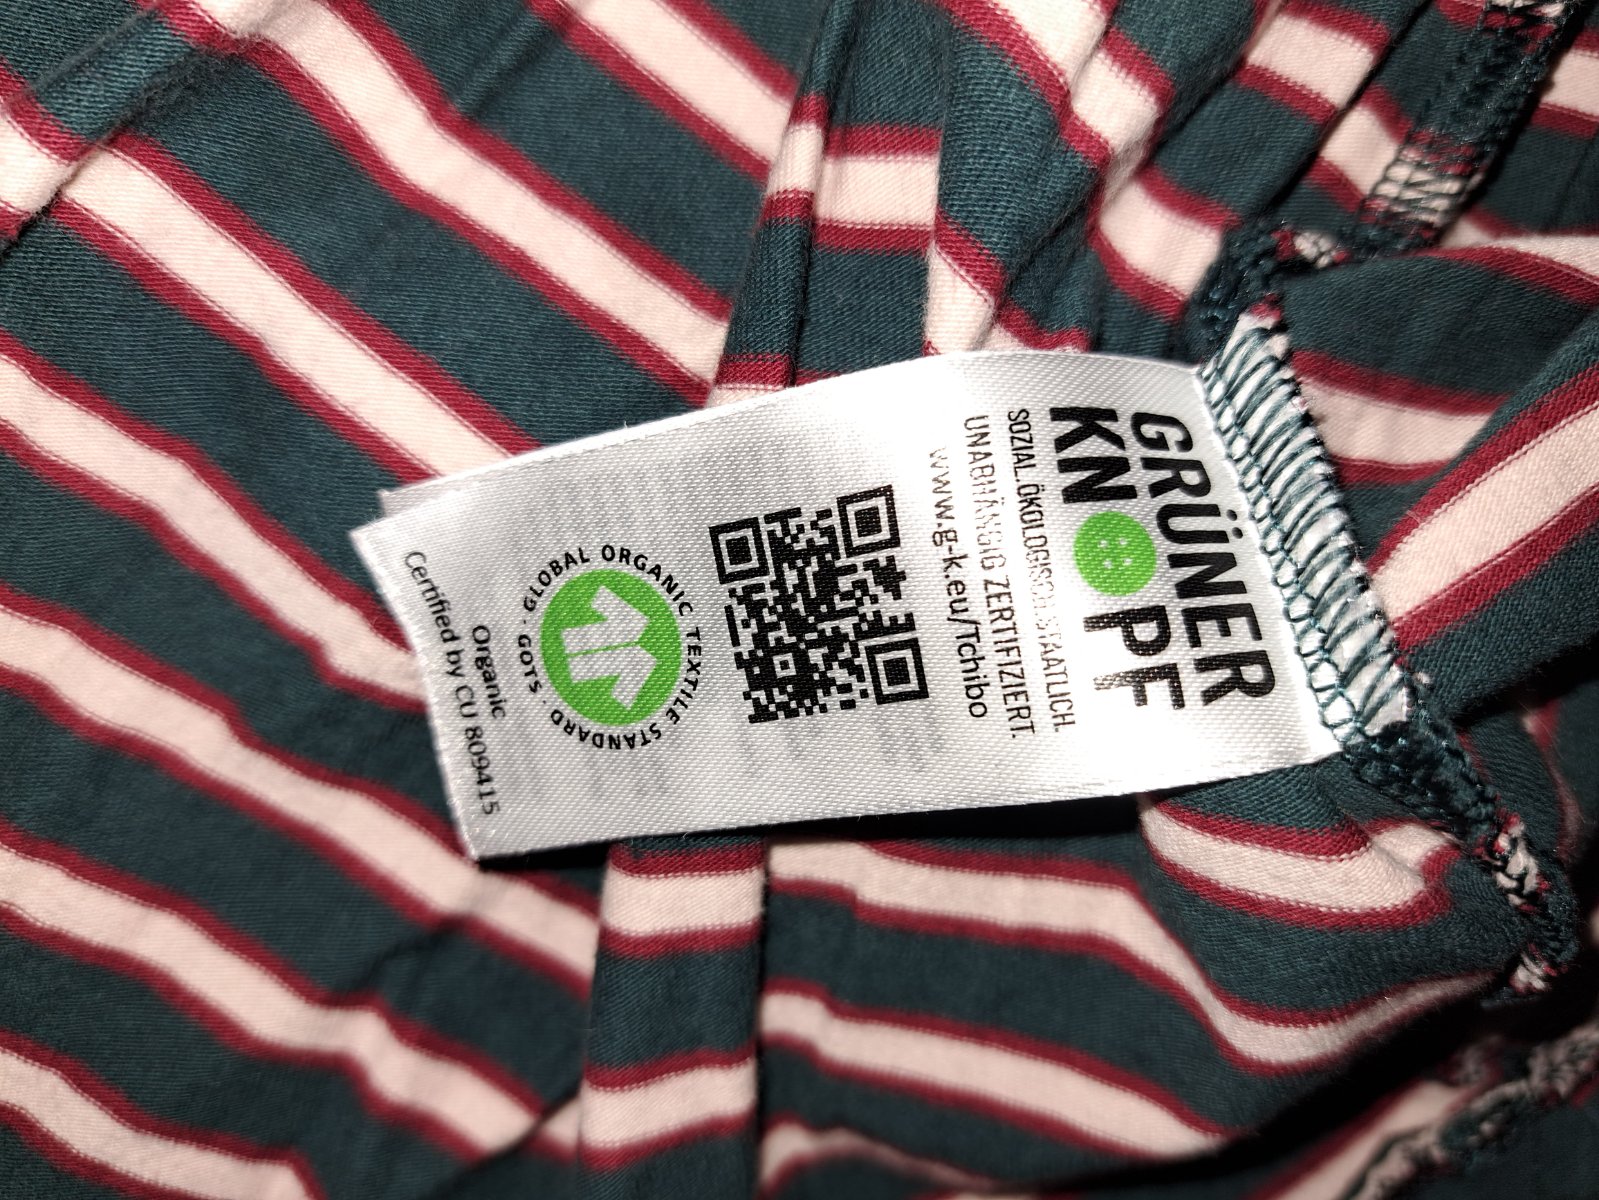 GRÜNER
KNOPF
SOZIAL. ÖKOLOGISCH. STAATLICH.
UNABHÄNGIG ZERTIFIZIERT.
www.g-k.eu/Tchibo
GLOBAL ORGANIC TEXTILE STANDARD · GOTS ·
Organic
Certified by CU 809415